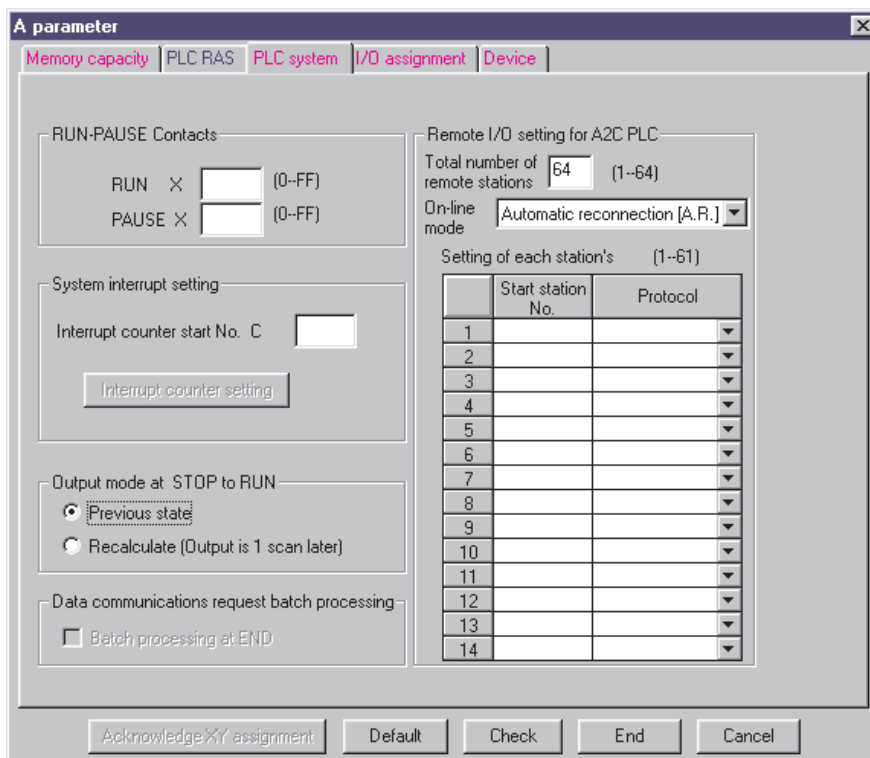 A parameter
Memory capacity PLC RAS PLC system I/O assignment Device
RUN-PAUSE Contacts
RUN X (0--FF)
PAUSE X (0--FF)
System interrupt setting
Interrupt counter start No. C
Interrupt counter setting
Output mode at STOP to RUN
Previous state
Recalculate (Output is 1 scan later)
Data communications request batch processing
Batch processing at END
Remote I/O setting for A2C PLC
Total number of
remote stations 64 (1--64)
On-line
mode Automatic reconnection [A.R.]
Setting of each station's (1--61)
Start station
No. Protocol
1
2
3
4
5
6
7
8
9
10
11
12
13
14
Acknowledge XY assignment Default Check End Cancel